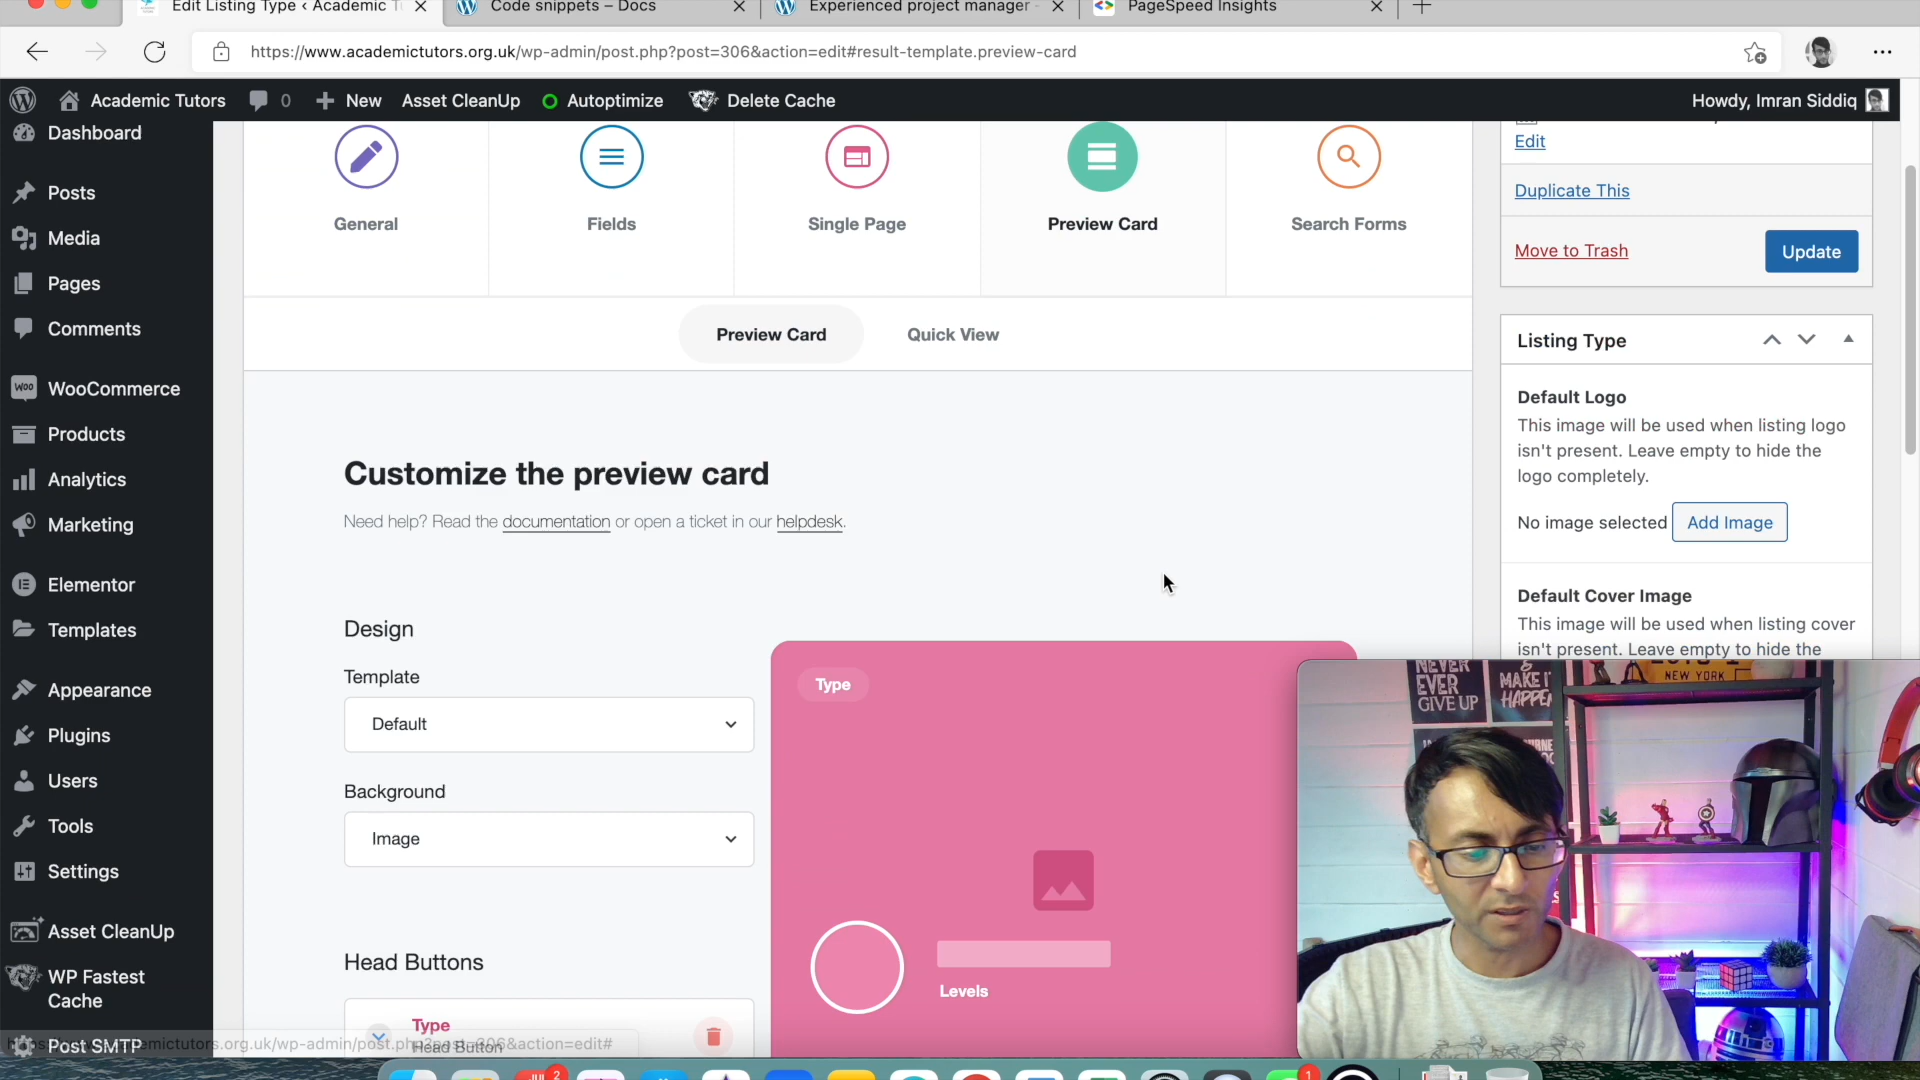 Edit Listing Type ‹ Academic T
Code snippets – Docs
Experienced project manager
PageSpeed Insights
https://www.academictutors.org.uk/wp-admin/post.php?post=306&action=edit#result-template.preview-card
Academic Tutors
0
New
Asset CleanUp
Autoptimize
Delete Cache
Howdy, Imran Siddiq
Dashboard
Posts
Media
Pages
Comments
WooCommerce
Products
Analytics
Marketing
Elementor
Templates
Appearance
Plugins
Users
Tools
Settings
Asset CleanUp
WP Fastest
Cache
Post SMTP
General
Fields
Single Page
Preview Card
Search Forms
Preview Card
Quick View
Customize the preview card
Need help? Read the documentation or open a ticket in our helpdesk.
Design
Template
Default
Background
Image
Head Buttons
Type
Head Button
Type
Levels
Edit
Duplicate This
Move to Trash
Update
Listing Type
Default Logo
This image will be used when listing logo
isn't present. Leave empty to hide the
logo completely.
No image selected
Add Image
Default Cover Image
This image will be used when listing cover
isn't present. Leave empty to hide the
NEVER
EVER
GIVE UP
&
MAKE IT
HAPPEN
NEW YORK
2
1